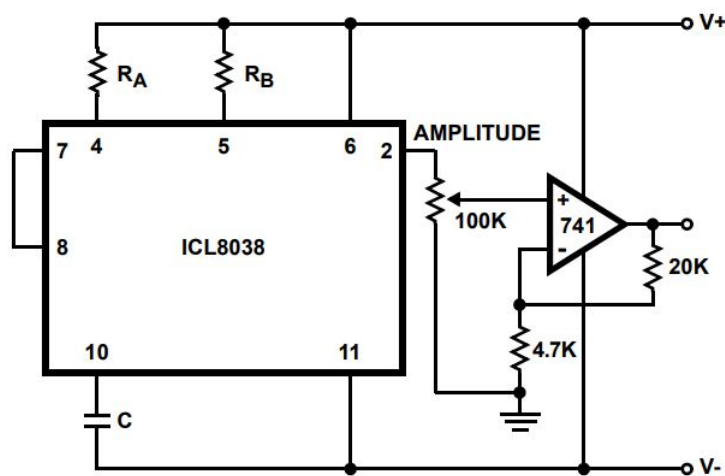 V+
RA
RB
AMPLITUDE
7
4
5
6
2
100K
+
741
-
8
ICL8038
20K
10
11
4.7K
C
V-